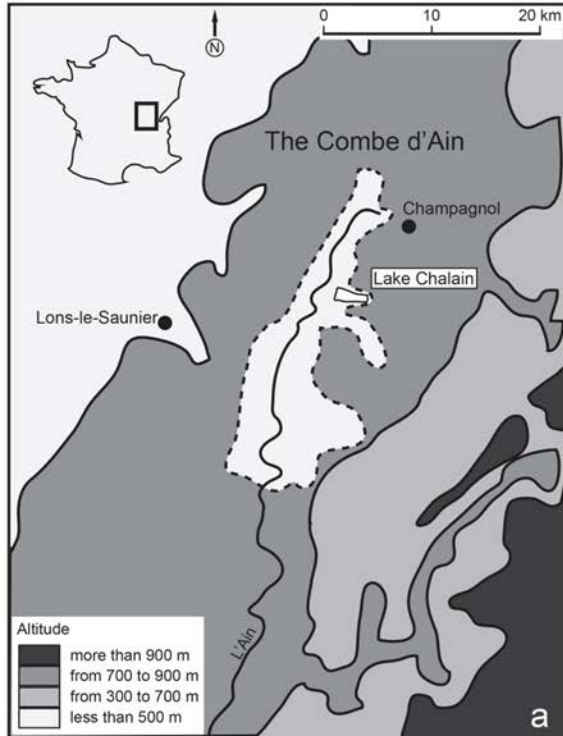 0 10 20 km
N
The Combe d'Ain
Champagnol
Lake Chalain
Lons-le-Saunier
L'Ain
Altitude
more than 900 m
from 700 to 900 m
from 300 to 700 m
less than 500 m
a